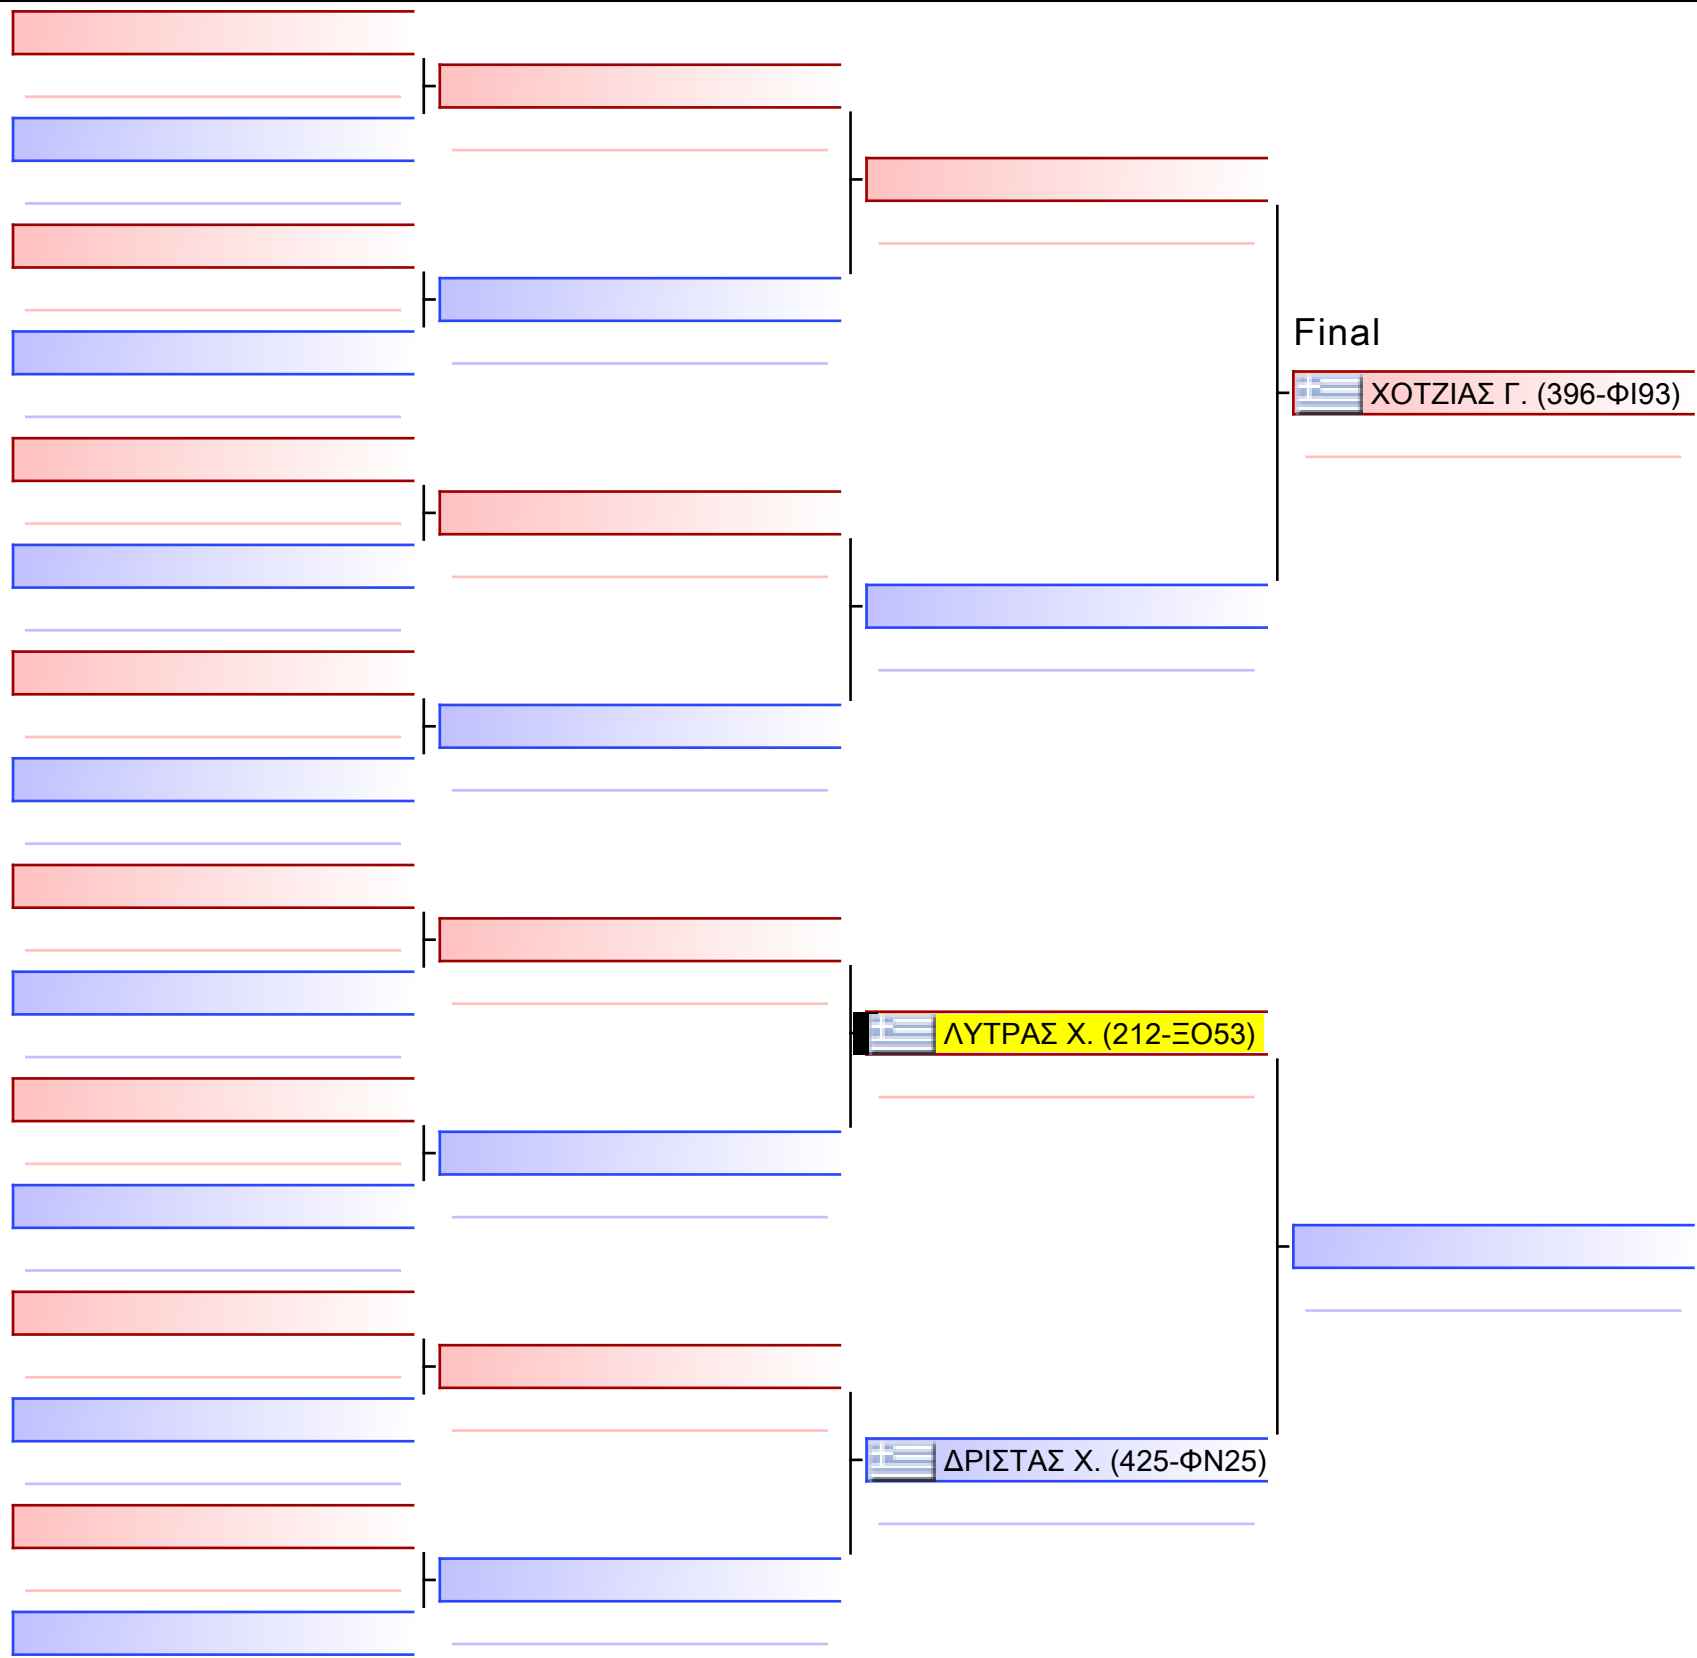 Final
ΧΟΤΖΙΑΣ Γ. (396-ΦΙ93)
ΛΥΤΡΑΣ Χ. (212-ΞΟ53)
ΔΡΙΣΤΑΣ Χ. (425-ΦΝ25)